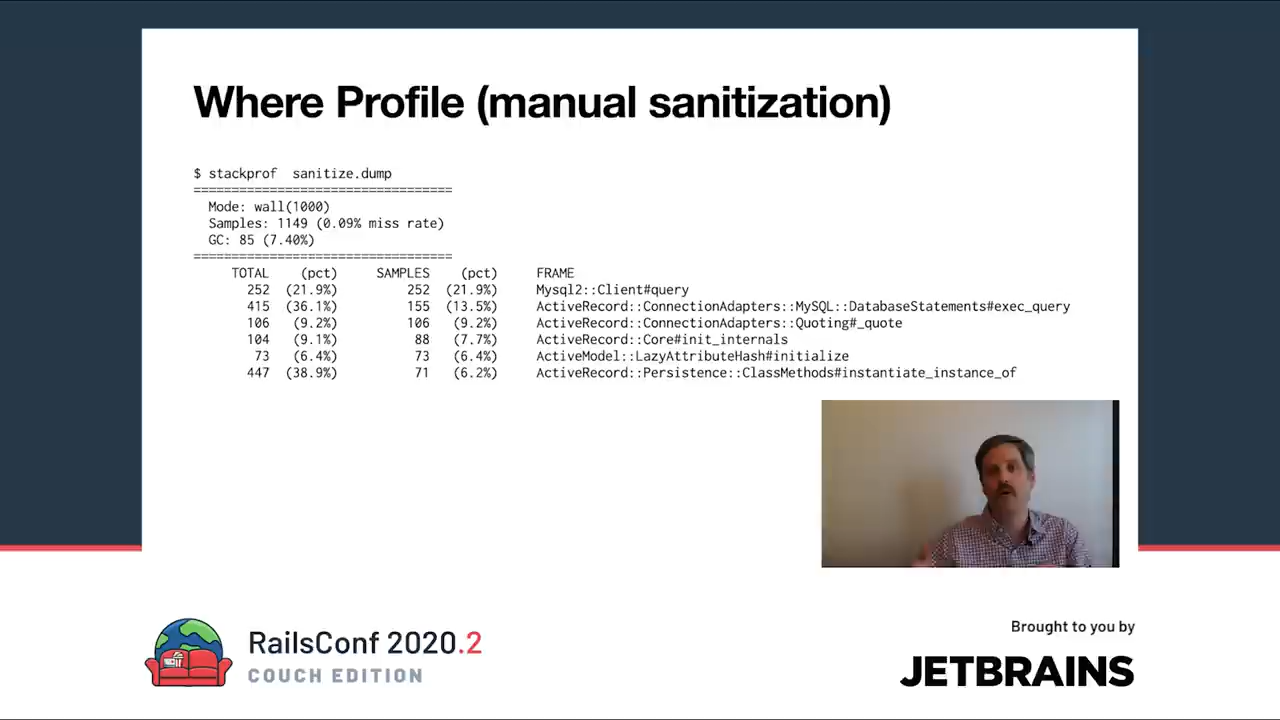 Where Profile (manual sanitization)
$ stackprof  sanitize.dump
==================================
  Mode: wall(1000)
  Samples: 1149 (0.09% miss rate)
  GC: 85 (7.40%)
==================================
     TOTAL    (pct)     SAMPLES    (pct)     FRAME
       252  (21.9%)         252  (21.9%)     Mysql2::Client#query
       415  (36.1%)         155  (13.5%)     ActiveRecord::ConnectionAdapters::MySQL::DatabaseStatements#exec_query
       106   (9.2%)         106   (9.2%)     ActiveRecord::ConnectionAdapters::Quoting#_quote
       104   (9.1%)          88   (7.7%)     ActiveRecord::Core#init_internals
        73   (6.4%)          73   (6.4%)     ActiveModel::LazyAttributeHash#initialize
       447  (38.9%)          71   (6.2%)     ActiveRecord::Persistence::ClassMethods#instantiate_instance_of
RailsConf 2020.2
COUCH EDITION
Brought to you by
JETBRAINS